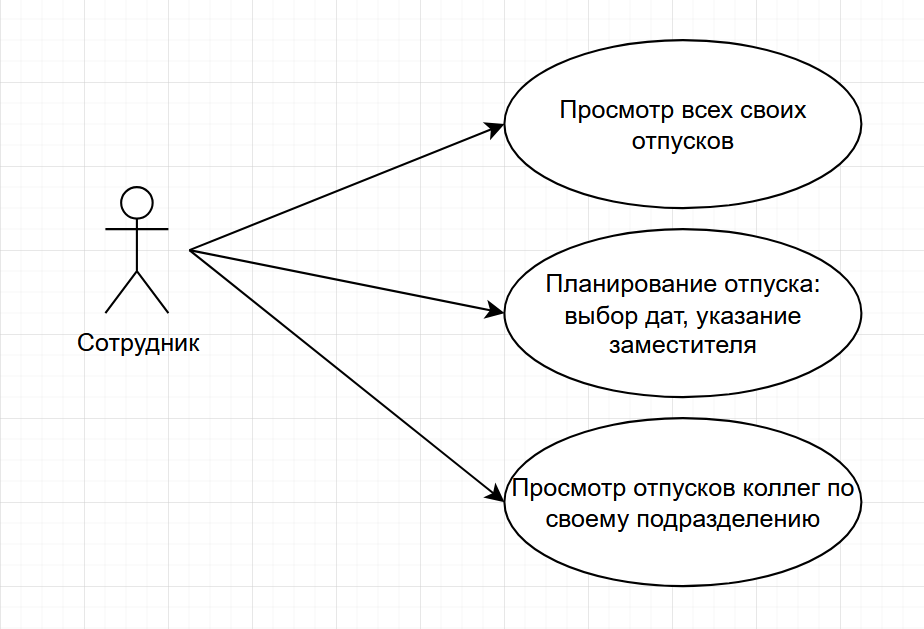 Просмотр всех своих
отпусков
Планирование отпуска:
выбор дат, указание
заместителя
Сотрудник
Просмотр отпусков коллег по
своему подразделению